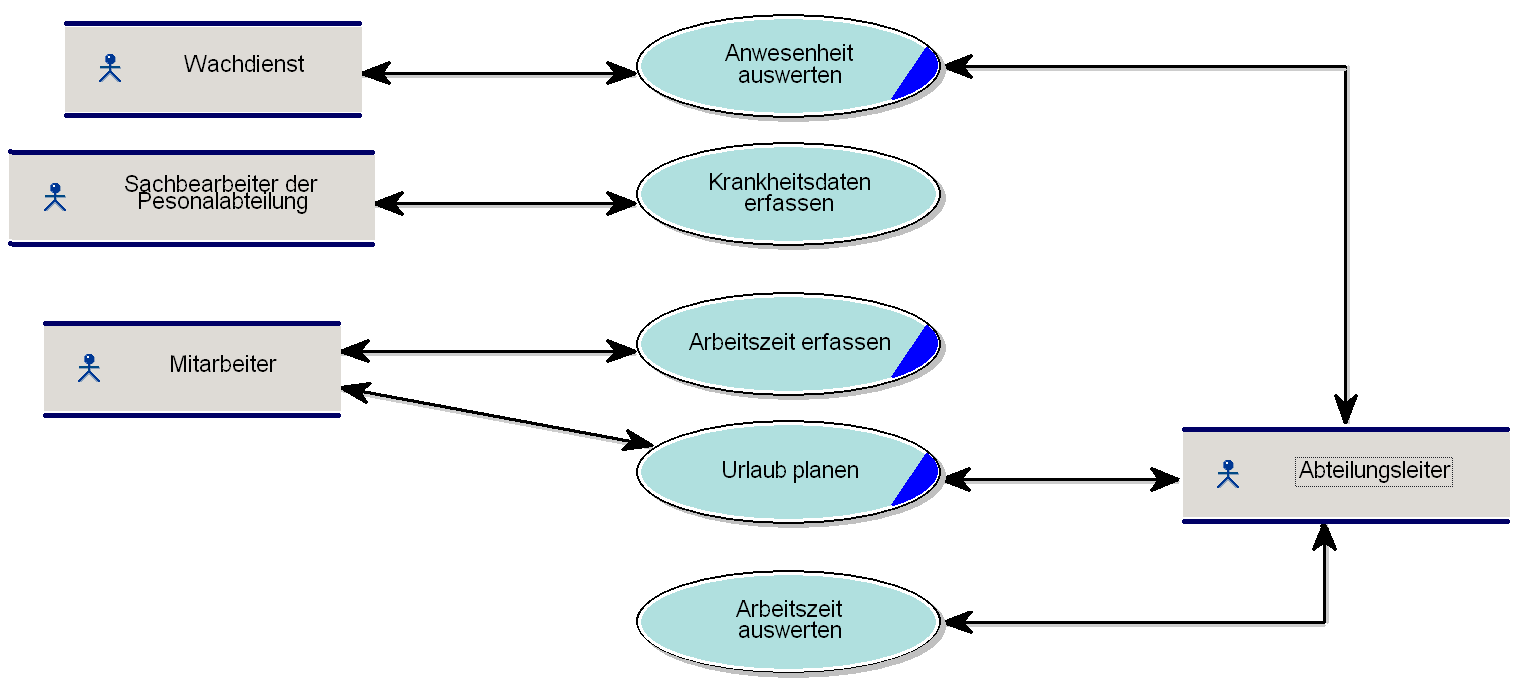 Wachdienst
Anwesenheit
auswerten
Sachbearbeiter der
Pesonalabteilung
Krankheitsdaten
erfassen
Mitarbeiter
Arbeitszeit erfassen
Urlaub planen
Abteilungsleiter
Arbeitszeit
auswerten